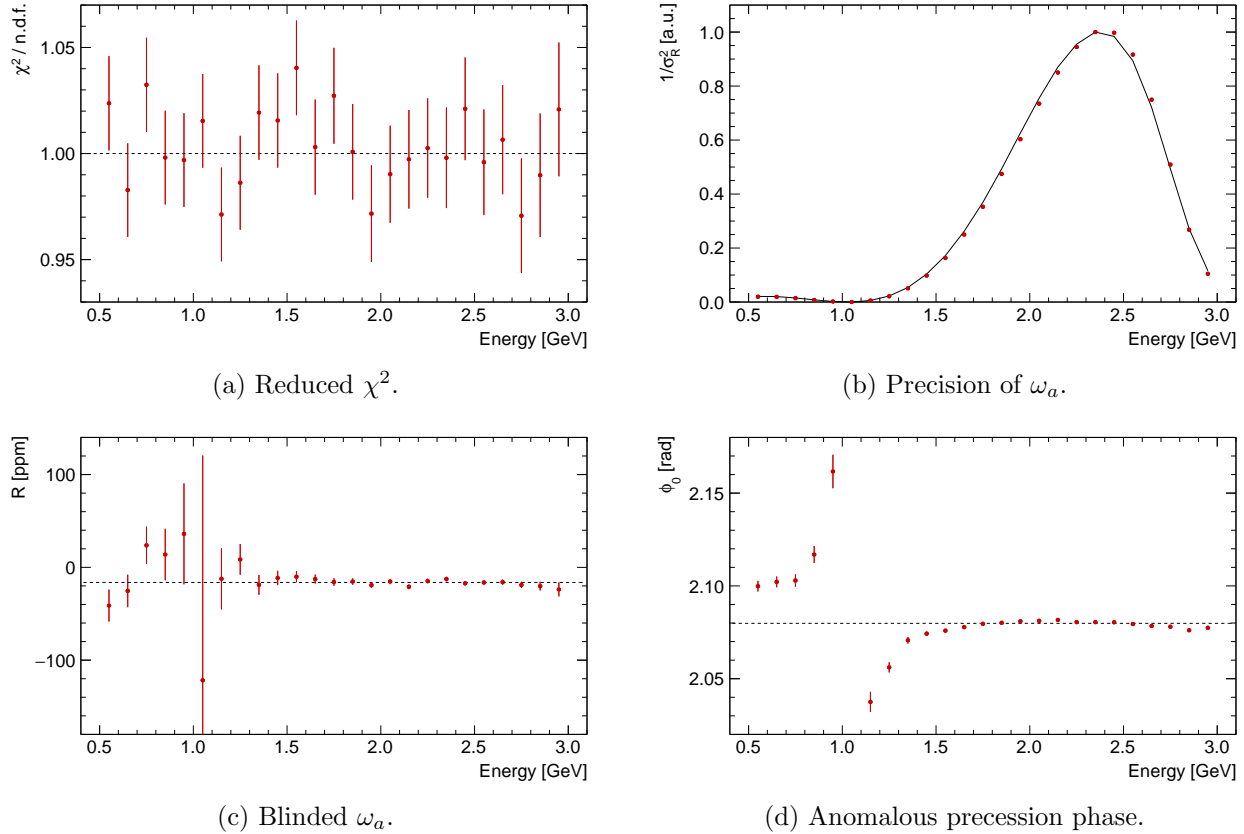 χ² / n.d.f.
1.05
1.00
0.95
0.5 1.0 1.5 2.0 2.5 3.0
Energy [GeV]
(a) Reduced χ².
1/σ²_R [a.u.]
1.0
0.8
0.6
0.4
0.2
0.0
0.5 1.0 1.5 2.0 2.5 3.0
Energy [GeV]
(b) Precision of ω_a.
R [ppm]
100
0
−100
0.5 1.0 1.5 2.0 2.5 3.0
Energy [GeV]
(c) Blinded ω_a.
ϕ_0 [rad]
2.15
2.10
2.05
0.5 1.0 1.5 2.0 2.5 3.0
Energy [GeV]
(d) Anomalous precession phase.